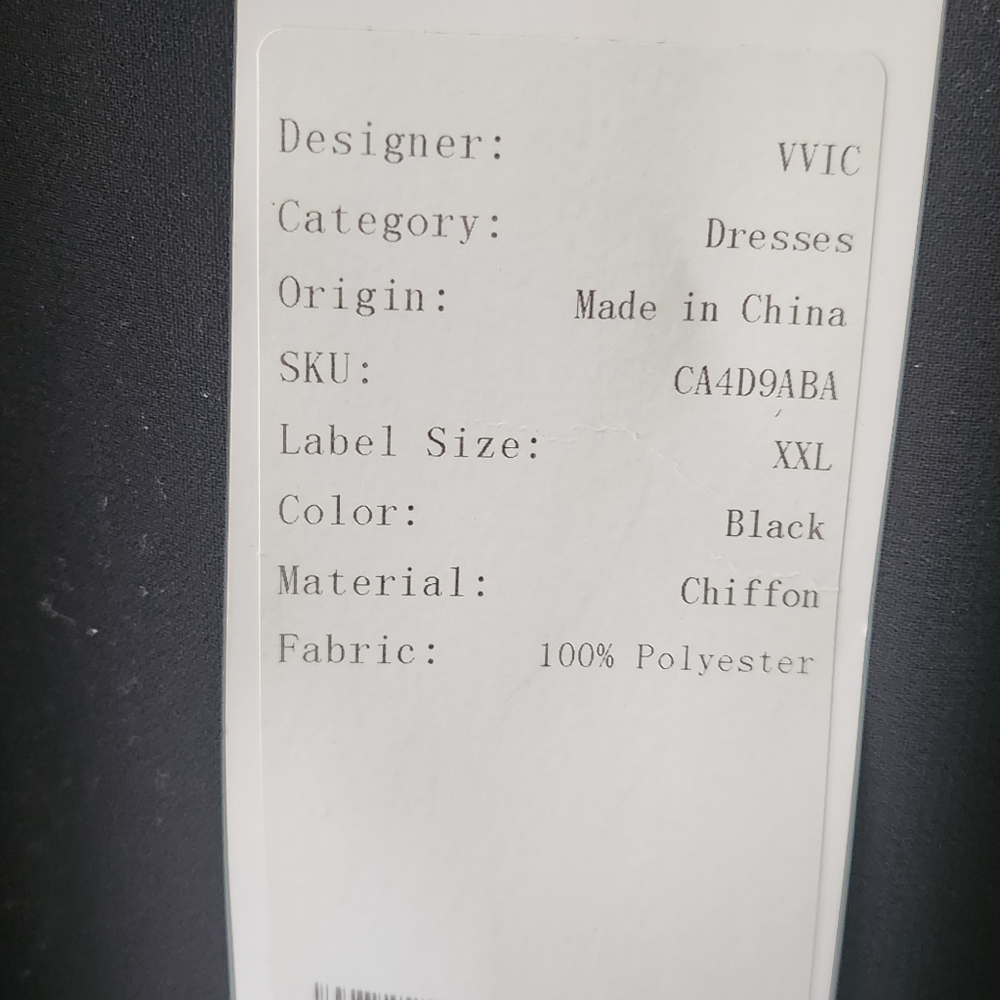 Designer: VVIC
Category: Dresses
Origin: Made in China
SKU: CA4D9ABA
Label Size: XXL
Color: Black
Material: Chiffon
Fabric: 100% Polyester